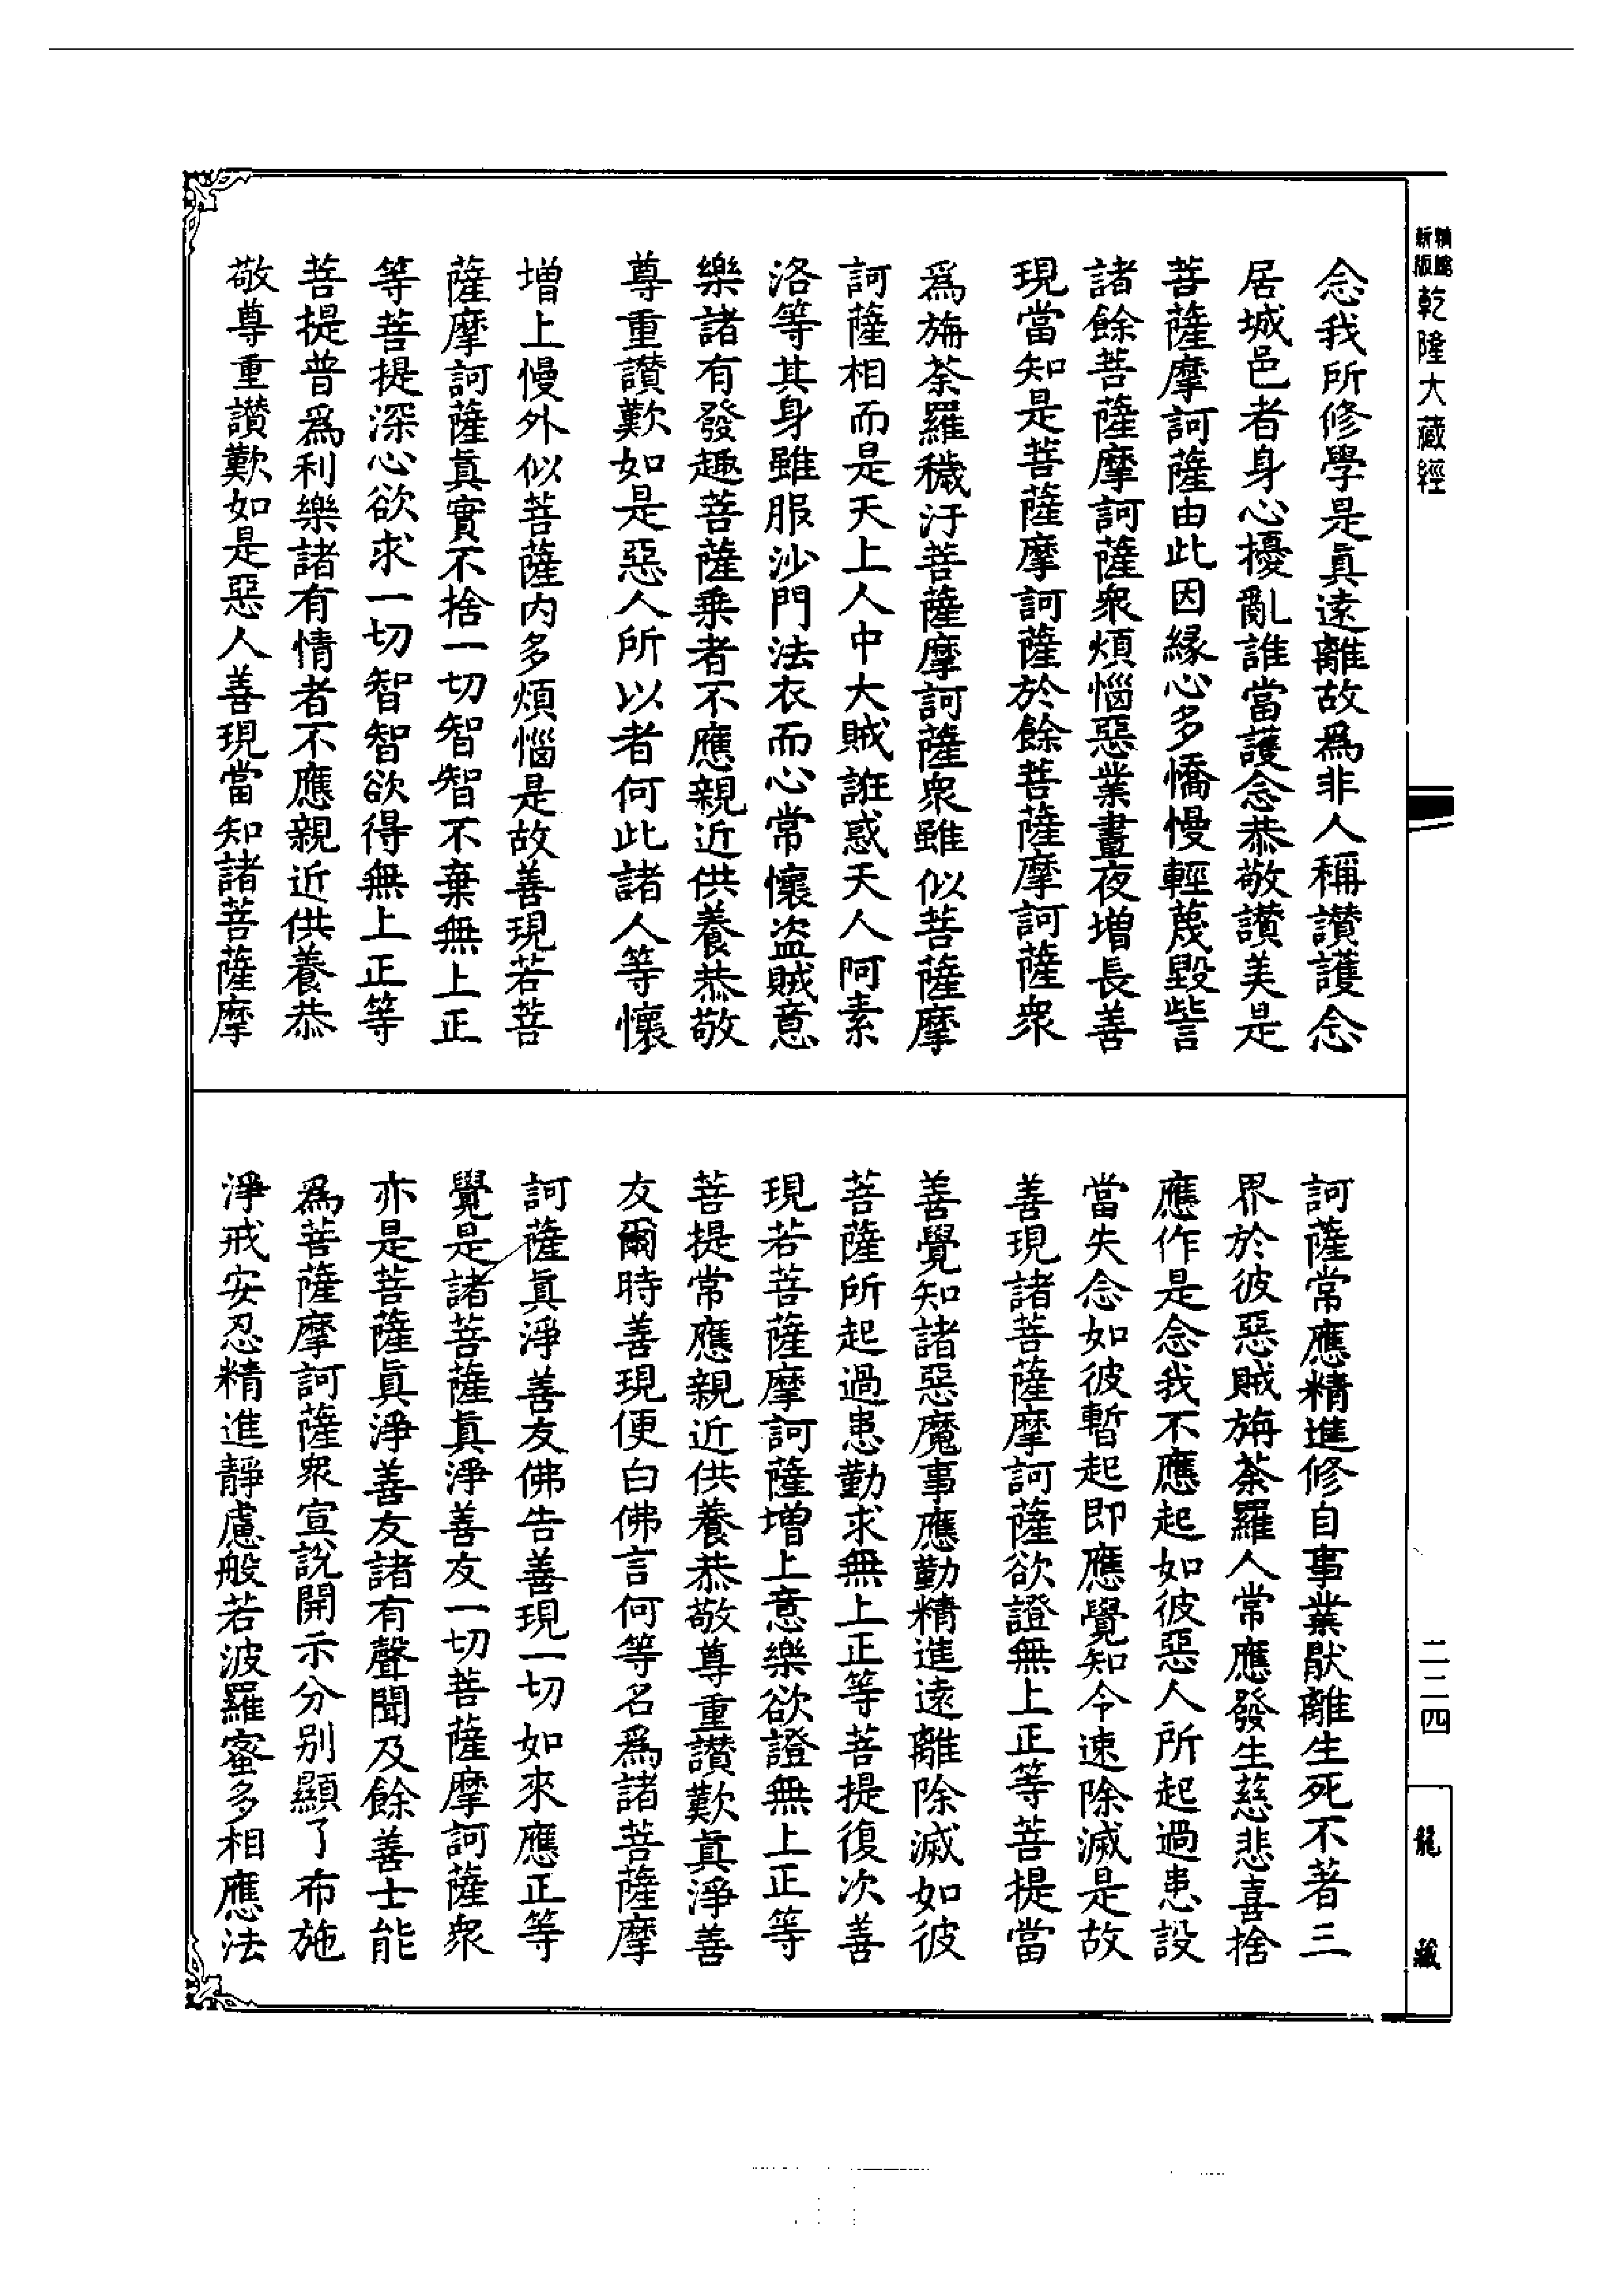 精縮
新版
乾隆大藏經
念我所修學是眞遠離故爲非人稱讃護念
居城邑者身心擾亂誰當護念恭敬讃美是
菩薩摩訶薩由此因縁心多憍慢輕蔑毀訾
諸餘菩薩摩訶薩衆煩惱惡業晝夜增長善
現當知是菩薩摩訶薩於餘菩薩摩訶薩衆
爲旃荼羅穢汙菩薩摩訶薩衆雖似菩薩摩
訶薩相而是天上人中大賊誑惑天人阿素
洛等其身雖服沙門法衣而心常懷盜賊意
樂諸有發趣菩薩乗者不應親近供養恭敬
尊重讃歎如是惡人所以者何此諸人等懷
增上慢外似菩薩内多煩惱是故善現若菩
薩摩訶薩眞實不捨一切智智不棄無上正
等菩提深心欲求一切智智欲得無上正等
菩提普爲利樂諸有情者不應親近供養恭
敬尊重讃歎如是惡人善現當知諸菩薩摩
訶薩常應精進修自事業猒離生死不著三
界於彼惡賊旃荼羅人常應發生慈悲喜捨
應作是念我不應起如彼惡人所起過患設
當失念如彼暫起即應覺知令速除滅是故
善現諸菩薩摩訶薩欲證無上正等菩提當
善覺知諸惡魔事應勤精進遠離除滅如彼
菩薩所起過患勤求無上正等菩提復次善
現若菩薩摩訶薩增上意樂欲證無上正等
菩提常應親近供養恭敬尊重讃歎眞淨善
友爾時善現便白佛言何等名爲諸菩薩摩
訶薩眞淨善友佛告善現一切如來應正等
覺是諸菩薩眞淨善友一切菩薩摩訶薩衆
亦是菩薩眞淨善友諸有聲聞及餘善士能
爲菩薩摩訶薩衆宣說開示分别顯了布施
淨戒安忍精進靜慮般若波羅蜜多相應法
二二四
龍藏